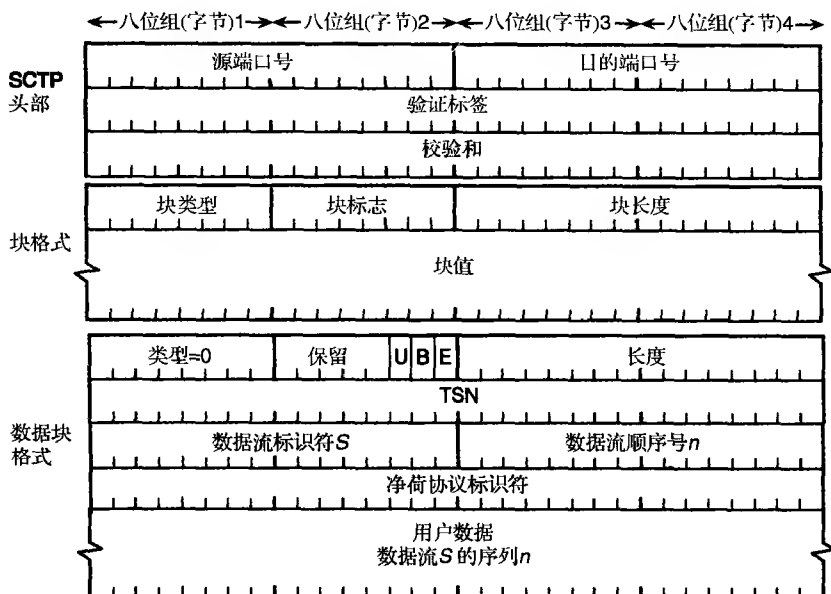 八位组(字节)1 八位组(字节)2 八位组(字节)3 八位组(字节)4
源端口号 目的端口号
SCTP
头部
验证标签
校验和
块类型 块标志 块长度
块格式
块值
类型=0 保留 U B E 长度
TSN
数据块
格式
数据流标识符S 数据流顺序号n
净荷协议标识符
用户数据
数据流S的序列n